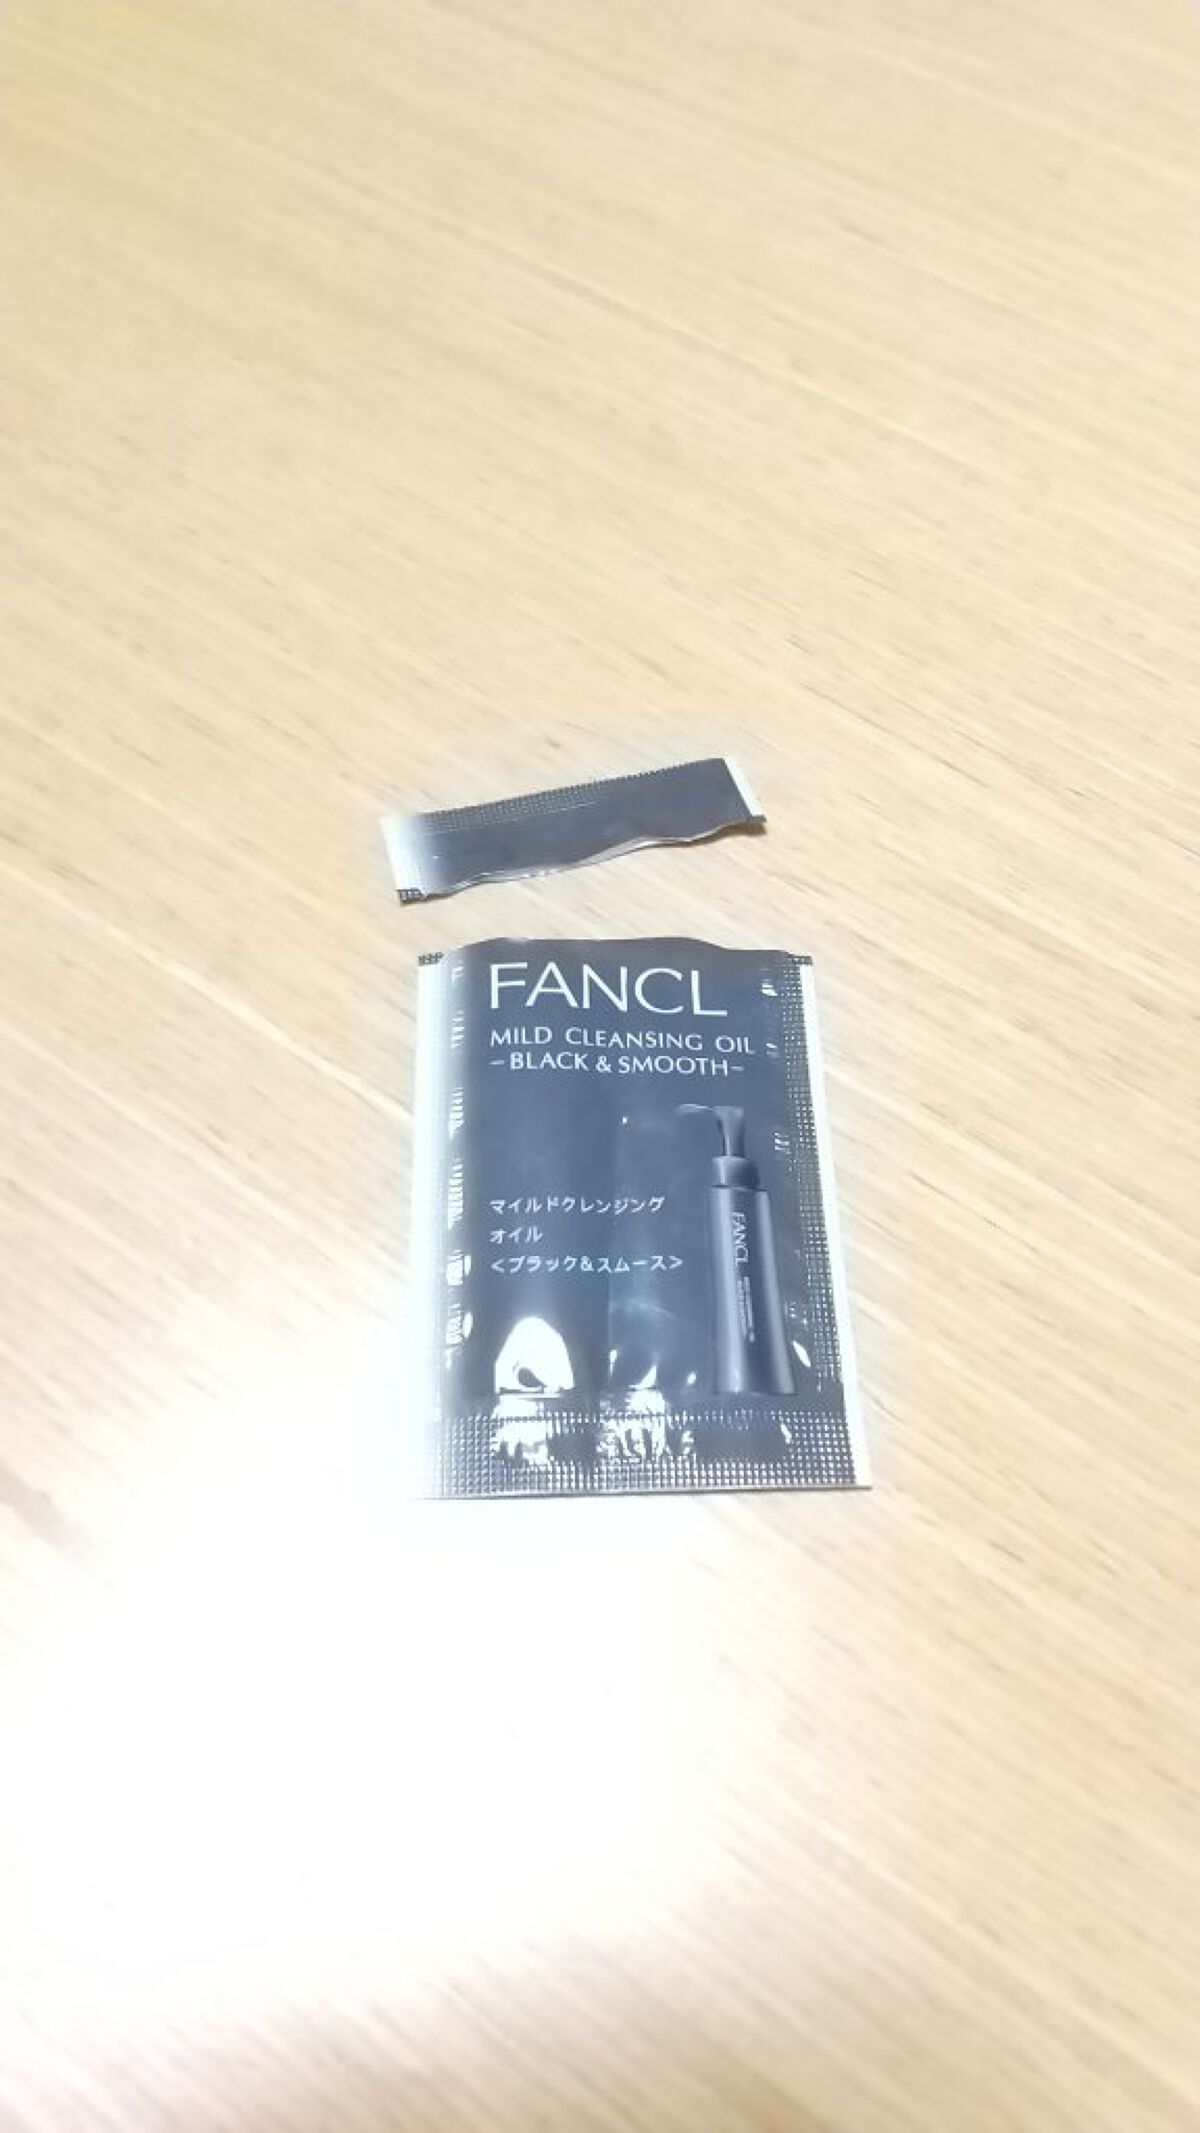 FANCL
MILD CLEANSING OIL
-BLACK & SMOOTH-
マイルドクレンジング
オイル
<ブラック&スムース>
FANCL